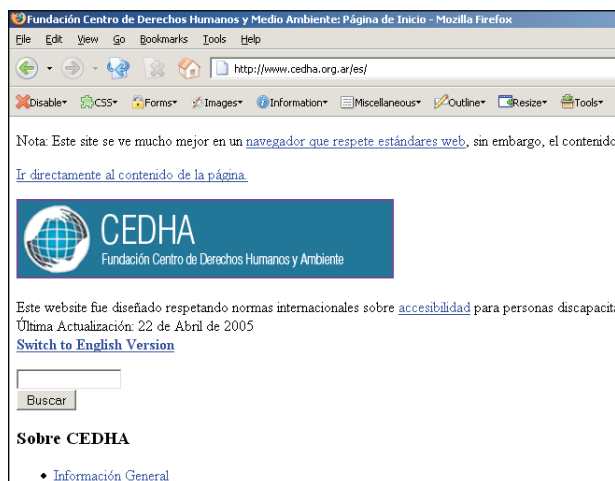 Fundación Centro de Derechos Humanos y Medio Ambiente: Página de Inicio - Mozilla Firefox
File Edit View Go Bookmarks Tools Help
http://www.cedha.org.ar/es/
Disable CSS Forms Images Information Miscellaneous Outline Resize Tools
Nota: Este site se ve mucho mejor en un navegador que respete estándares web, sin embargo, el contenido
Ir directamente al contenido de la página.
CEDHA
Fundación Centro de Derechos Humanos y Ambiente
Este website fue diseñado respetando normas internacionales sobre accesibilidad para personas discapacit
Última Actualización: 22 de Abril de 2005
Switch to English Version
Buscar
Sobre CEDHA
Información General